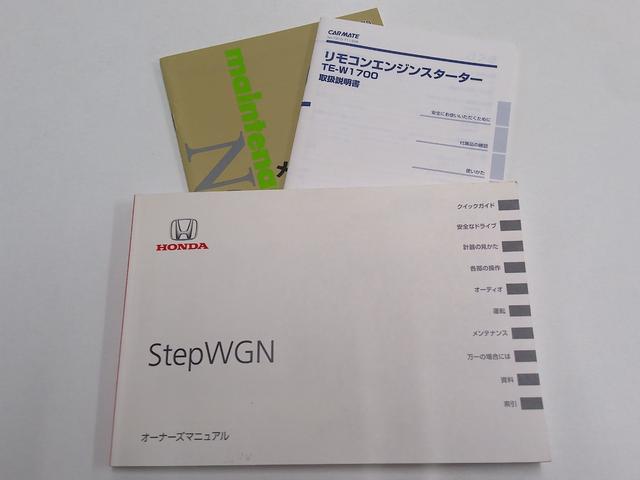 maintena
N
メ
CARMATE
リモコンエンジンスターター
TE-W1700
取扱説明書
安全にお使いいただくために
付属品の確認
使いかた
HONDA
StepWGN
オーナーズマニュアル
クイックガイド
安全なドライブ
計器の見かた
各部の操作
オーディオ
運転
メンテナンス
万一の場合には
資料
索引